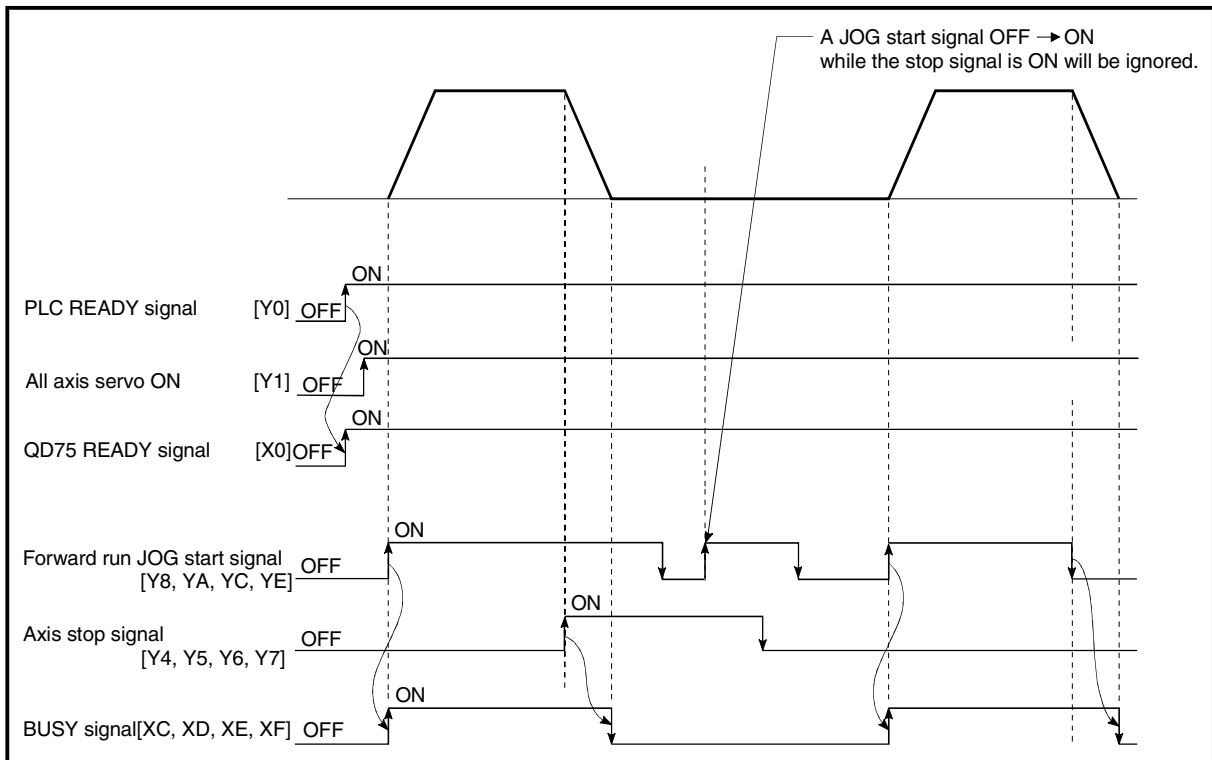 A JOG start signal OFF → ON
while the stop signal is ON will be ignored.
ON
PLC READY signal [Y0] OFF
ON
All axis servo ON [Y1] OFF
ON
QD75 READY signal [X0] OFF
ON
Forward run JOG start signal OFF
[Y8, YA, YC, YE]
ON
Axis stop signal OFF
[Y4, Y5, Y6, Y7]
ON
BUSY signal[XC, XD, XE, XF] OFF